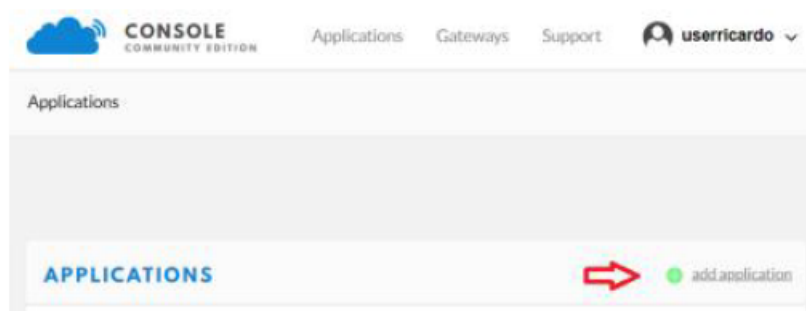 CONSOLE
COMMUNITY EDITION
Applications Gateways Support userricardo
Applications
APPLICATIONS add application